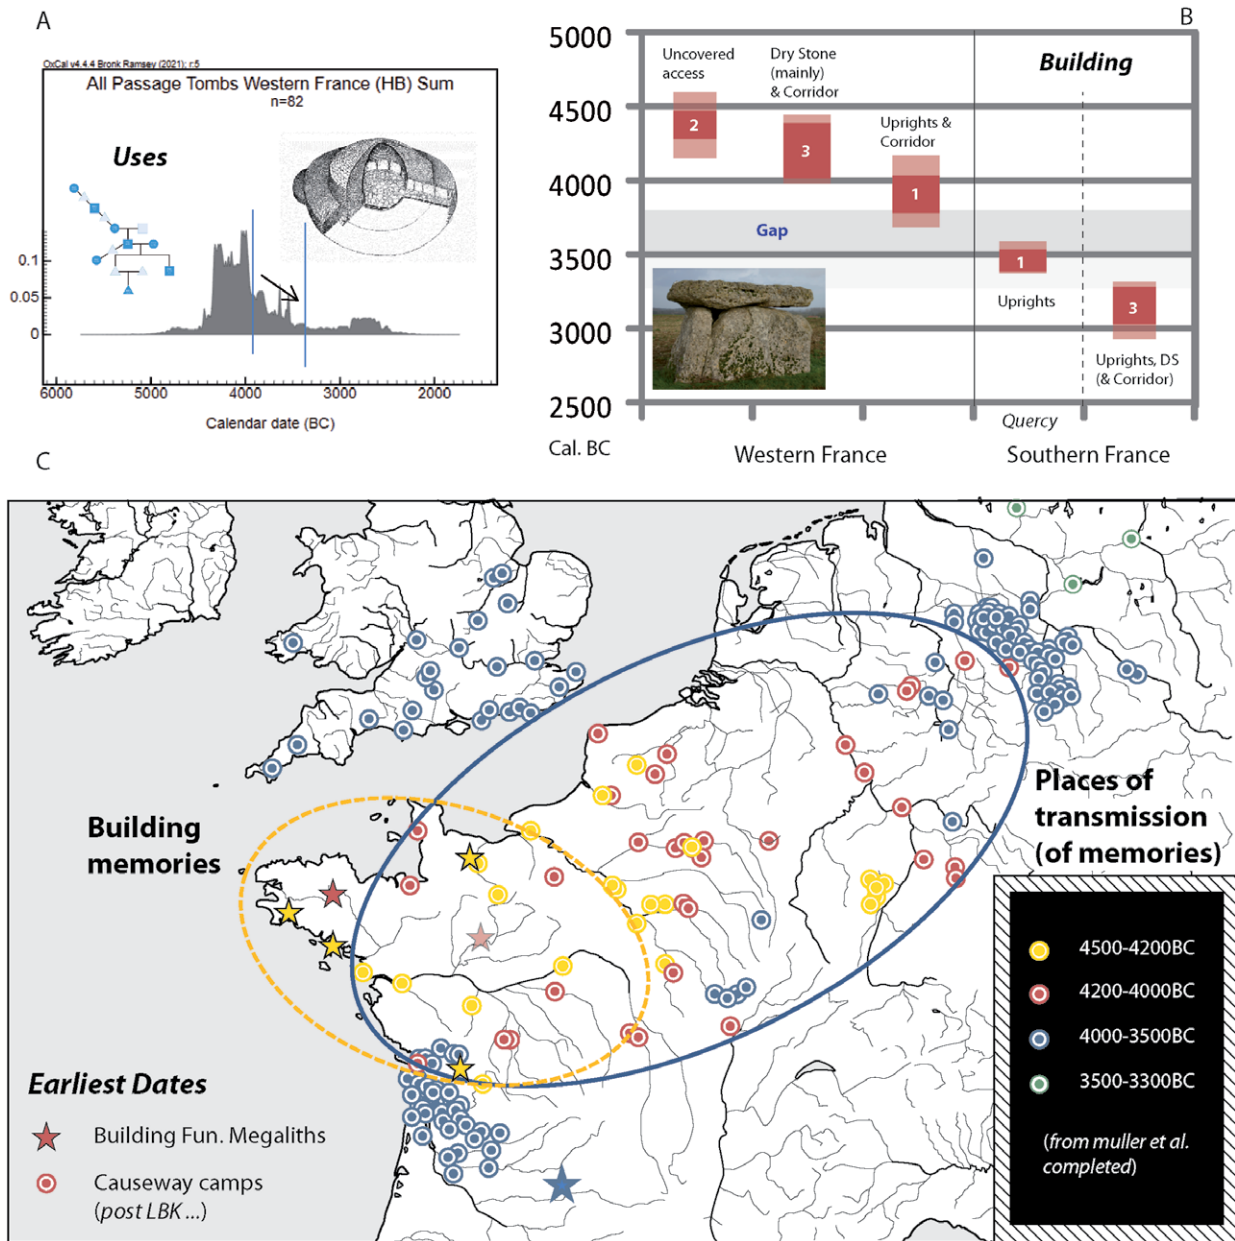 A
OxCal v4.4.4 Bronk Ramsey (2021); r:5
All Passage Tombs Western France (HB) Sum
n=82
Uses
0.1
0.05
0
6000 5000 4000 3000 2000
Calendar date (BC)
B
5000
4500
4000
3500
3000
2500
Cal. BC
Uncovered
access
Dry Stone
(mainly)
& Corridor
Building
Uprights &
Corridor
2
3
1
Gap
1
Uprights
3
Uprights, DS
(& Corridor)
Quercy
Western France
Southern France
C
Building
memories
Places of
transmission
(of memories)
Earliest Dates
Building Fun. Megaliths
Causeway camps
(post LBK ...)
4500-4200BC
4200-4000BC
4000-3500BC
3500-3300BC
(from muller et al.
completed)